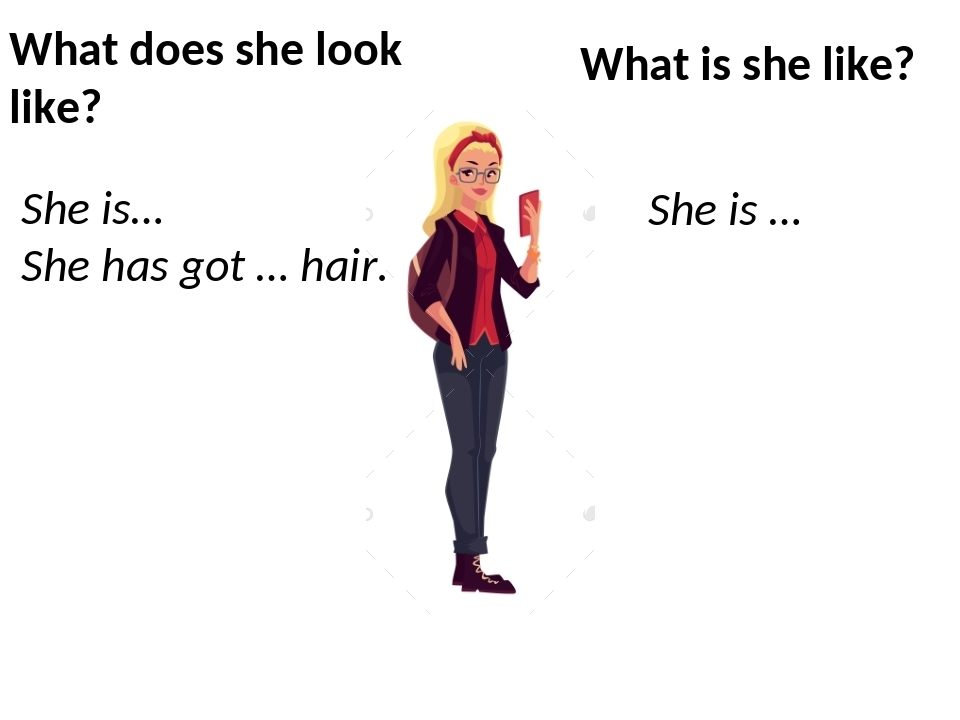 What does she look
like?
What is she like?
She is...
She has got ... hair.
She is ...